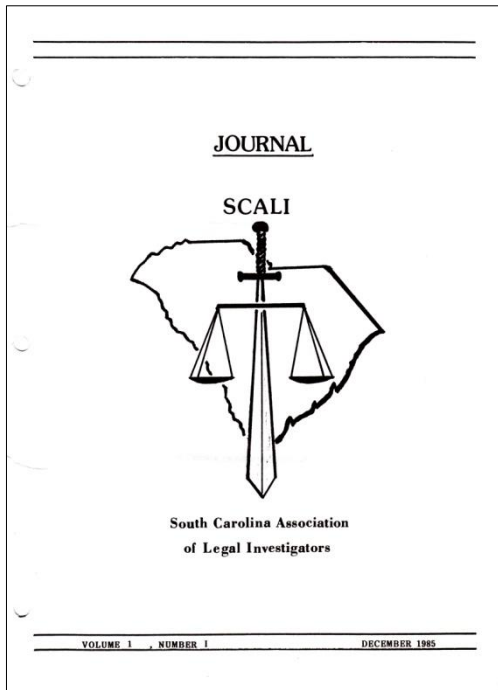 JOURNAL
SCALI
South Carolina Association
of Legal Investigators
VOLUME 1 , NUMBER 1 DECEMBER 1985